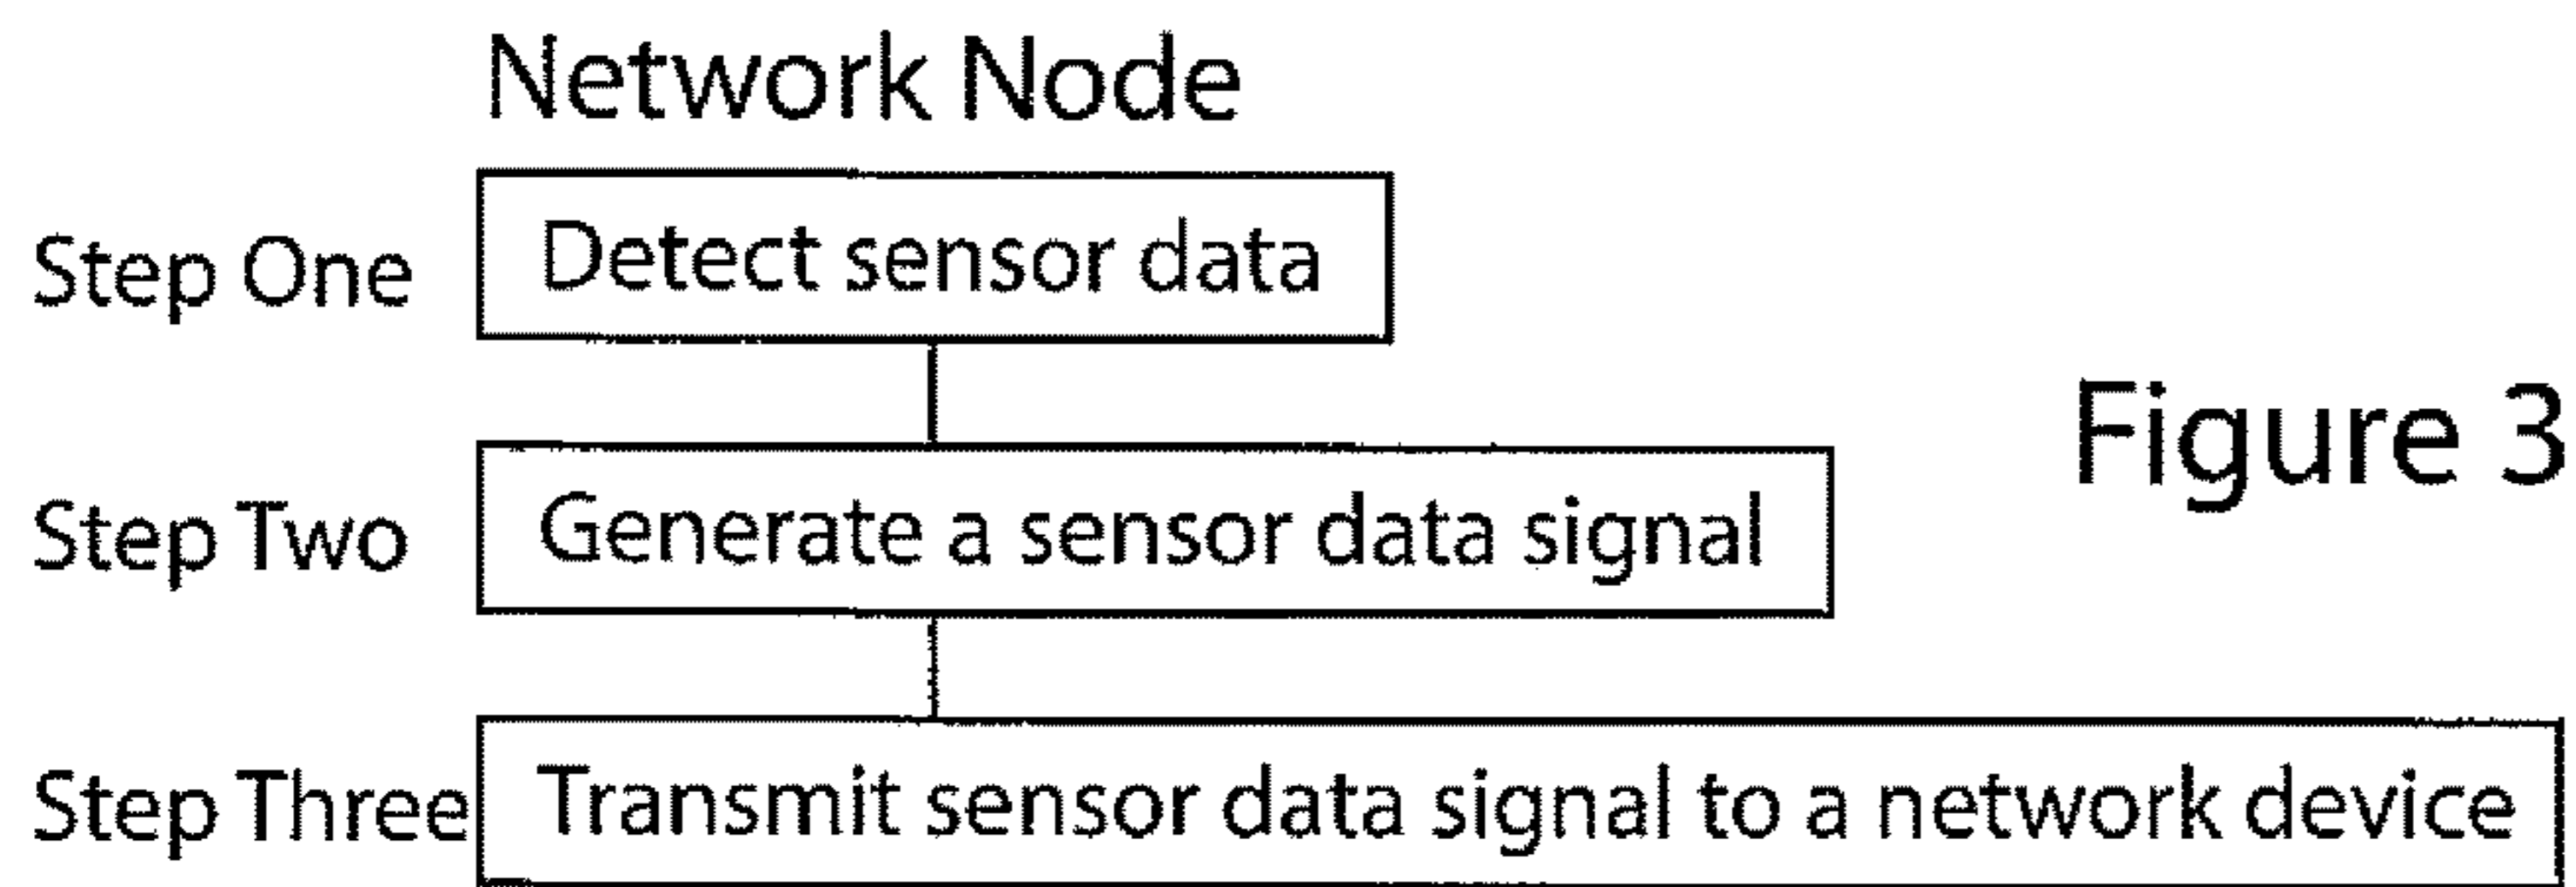 Network Node
Step One Detect sensor data
Figure 3
Step Two Generate a sensor data signal
Step Three Transmit sensor data signal to a network device